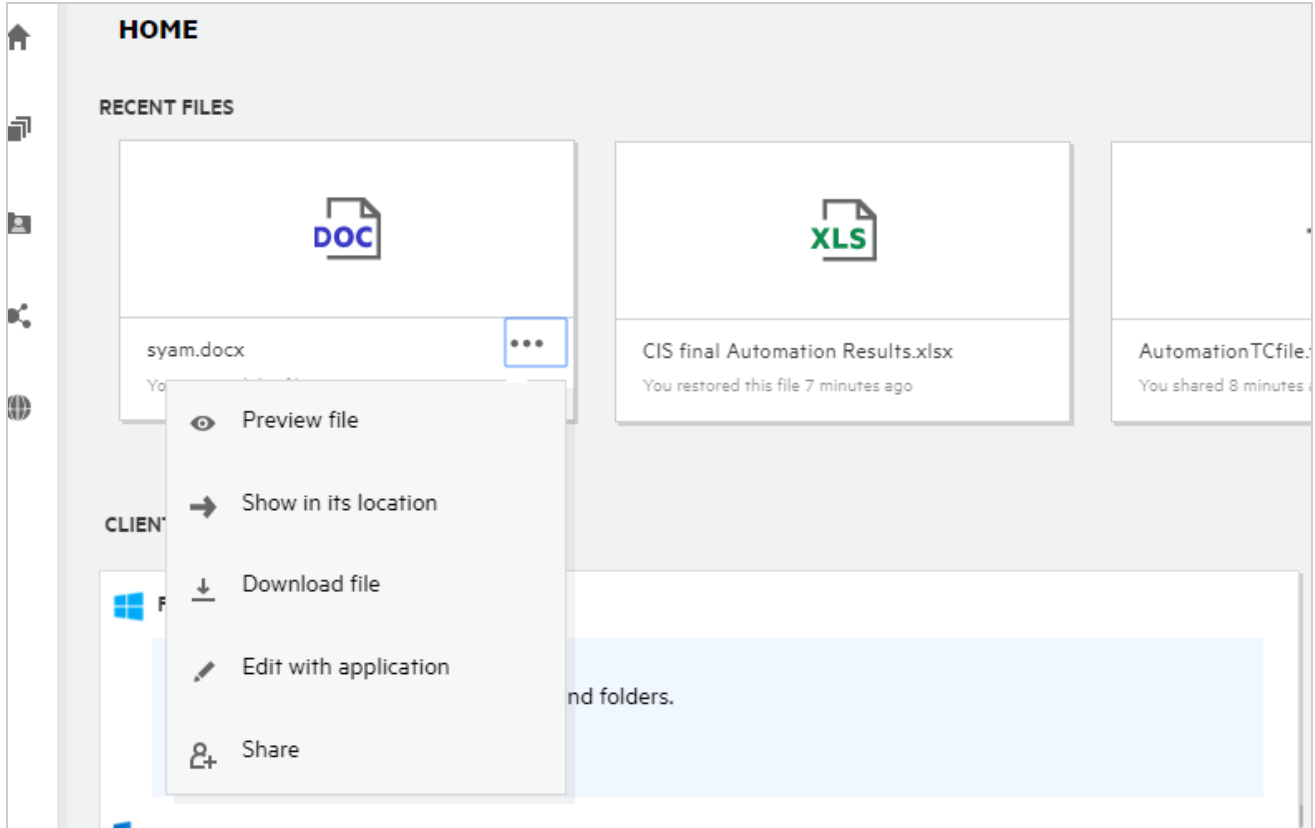 HOME
RECENT FILES
DOC
XLS
syam.docx
CIS final Automation Results.xlsx
AutomationTCfile.
You restored this file 7 minutes ago
You shared 8 minutes
Preview file
Show in its location
CLIENT
Download file
Edit with application
nd folders.
Share